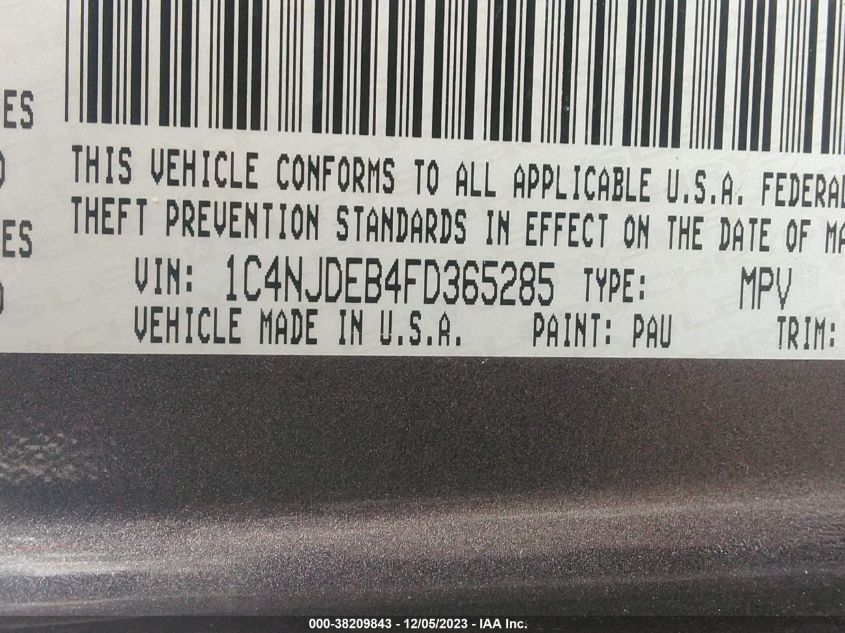 ES
THIS VEHICLE CONFORMS TO ALL APPLICABLE U.S.A. FEDERAL
THEFT PREVENTION STANDARDS IN EFFECT ON THE DATE OF MA
ES
VIN: 1C4NJDEB4FD365285 TYPE: MPV
VEHICLE MADE IN U.S.A. PAINT: PAU TRIM:
000-38209843 - 12/05/2023 - IAA Inc.